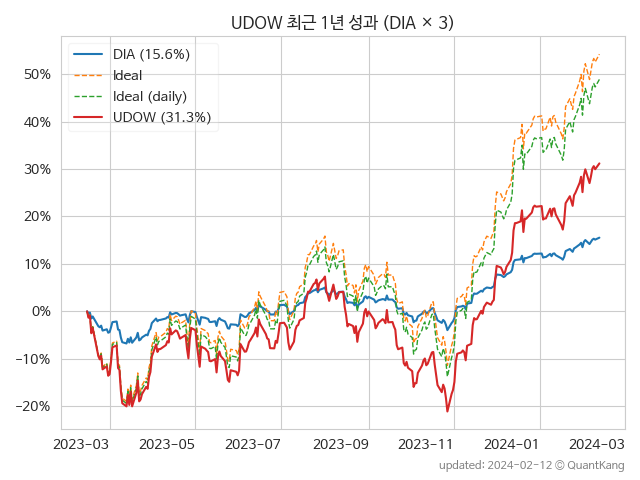 UDOW 최근 1년 성과 (DIA × 3)
DIA (15.6%)
Ideal
Ideal (daily)
UDOW (31.3%)
50%
40%
30%
20%
10%
0%
−10%
−20%
2023-03 2023-05 2023-07 2023-09 2023-11 2024-01 2024-03
updated: 2024-02-12 © QuantKang